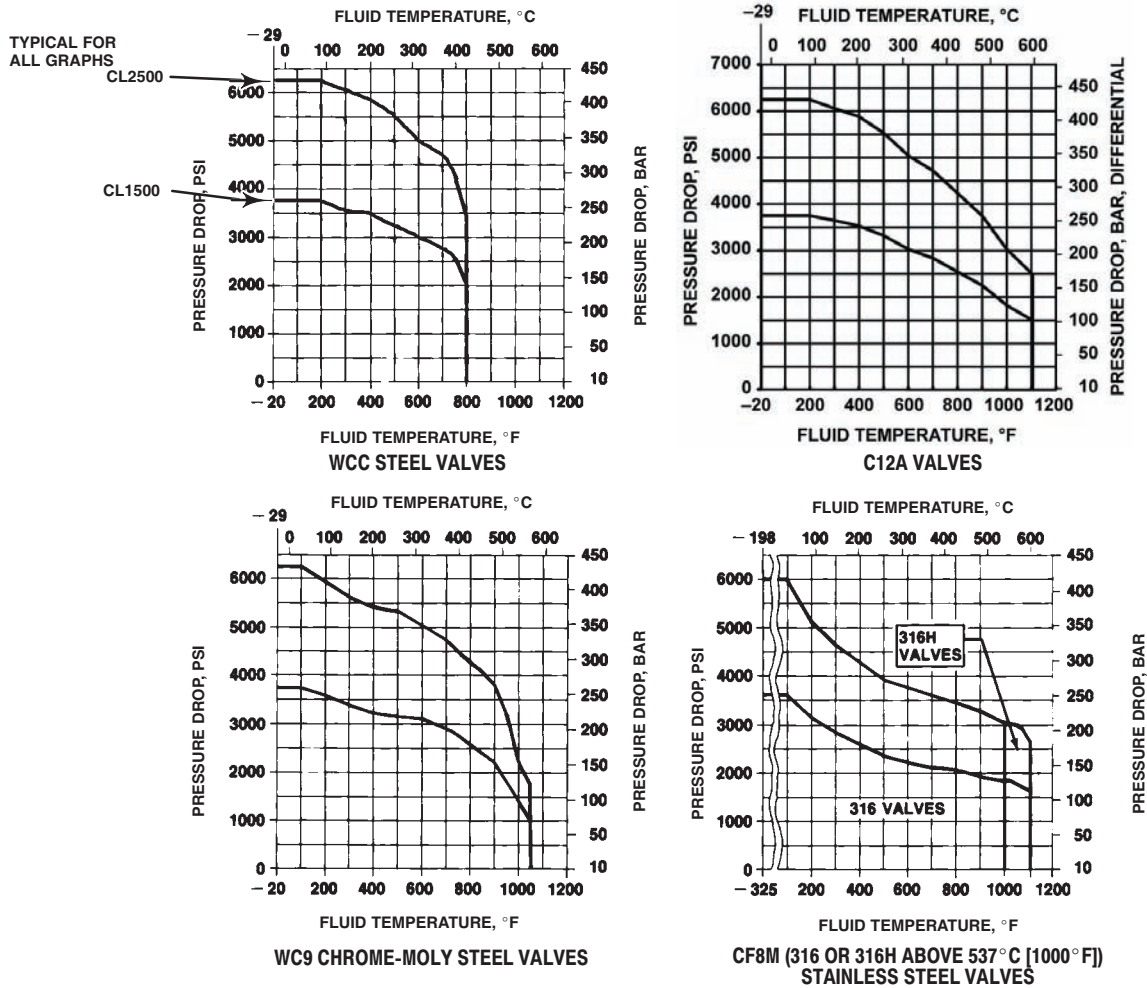 TYPICAL FOR
ALL GRAPHS
CL2500
CL1500
FLUID TEMPERATURE, °C
–29
0 100 200 300 400 500 600
6000
5000
4000
3000
2000
1000
0
PRESSURE DROP, PSI
450
400
350
300
250
200
150
100
50
10
PRESSURE DROP, BAR
–20 200 400 600 800 1000 1200
FLUID TEMPERATURE, °F
WCC STEEL VALVES
FLUID TEMPERATURE, °C
–29
0 100 200 300 400 500 600
7000
6000
5000
4000
3000
2000
1000
0
PRESSURE DROP, PSI
450
400
350
300
250
200
150
100
50
10
PRESSURE DROP, BAR, DIFFERENTIAL
–20 200 400 600 800 1000 1200
FLUID TEMPERATURE, °F
C12A VALVES
FLUID TEMPERATURE, °C
–29
0 100 200 300 400 500 600
6000
5000
4000
3000
2000
1000
0
PRESSURE DROP, PSI
450
400
350
300
250
200
150
100
50
10
PRESSURE DROP, BAR
–20 200 400 600 800 1000 1200
FLUID TEMPERATURE, °F
WC9 CHROME-MOLY STEEL VALVES
FLUID TEMPERATURE, °C
–198 100 200 300 400 500 600
6000
5000
4000
3000
2000
1000
0
PRESSURE DROP, PSI
316H
VALVES
316 VALVES
450
400
350
300
250
200
150
100
50
10
PRESSURE DROP, BAR
–325 200 400 600 800 1000 1200
FLUID TEMPERATURE, °F
CF8M (316 OR 316H ABOVE 537°C [1000°F])
STAINLESS STEEL VALVES